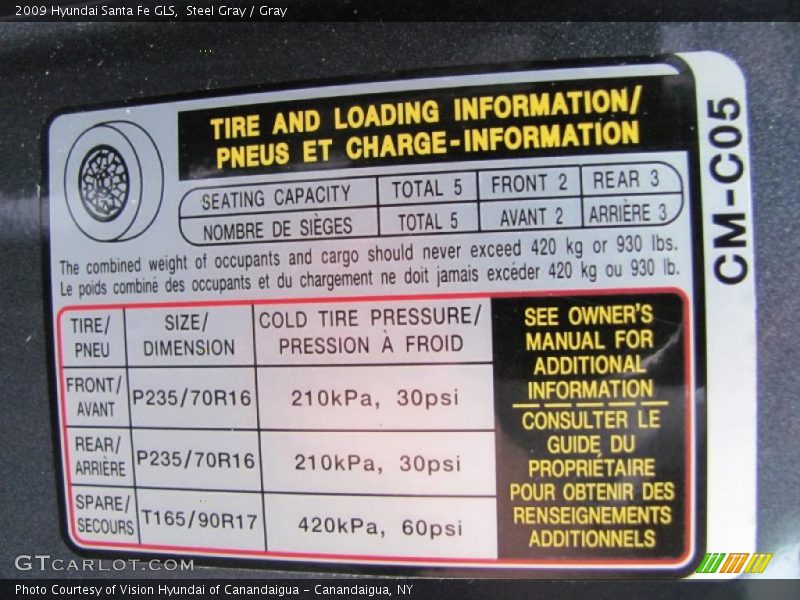 2009 Hyundai Santa Fe GLS,  Steel Gray / Gray
TIRE AND LOADING INFORMATION/
PNEUS ET CHARGE-INFORMATION
SEATING CAPACITY TOTAL 5 FRONT 2 REAR 3
NOMBRE DE SIÈGES TOTAL 5 AVANT 2 ARRIÈRE 3
The combined weight of occupants and cargo should never exceed 420 kg or 930 lbs.
Le poids combiné des occupants et du chargement ne doit jamais excéder 420 kg ou 930 lb.
CM-C05
TIRE/
PNEU
SIZE/
DIMENSION
COLD TIRE PRESSURE/
PRESSION À FROID
FRONT/
AVANT
P235/70R16
210kPa, 30psi
REAR/
ARRIÈRE
P235/70R16
210kPa, 30psi
SPARE/
SECOURS
T165/90R17
420kPa, 60psi
SEE OWNER'S
MANUAL FOR
ADDITIONAL
INFORMATION
CONSULTER LE
GUIDE DU
PROPRIÉTAIRE
POUR OBTENIR DES
RENSEIGNEMENTS
ADDITIONNELS
GTCARLOT.COM
Photo Courtesy of Vision Hyundai of Canandaigua - Canandaigua, NY